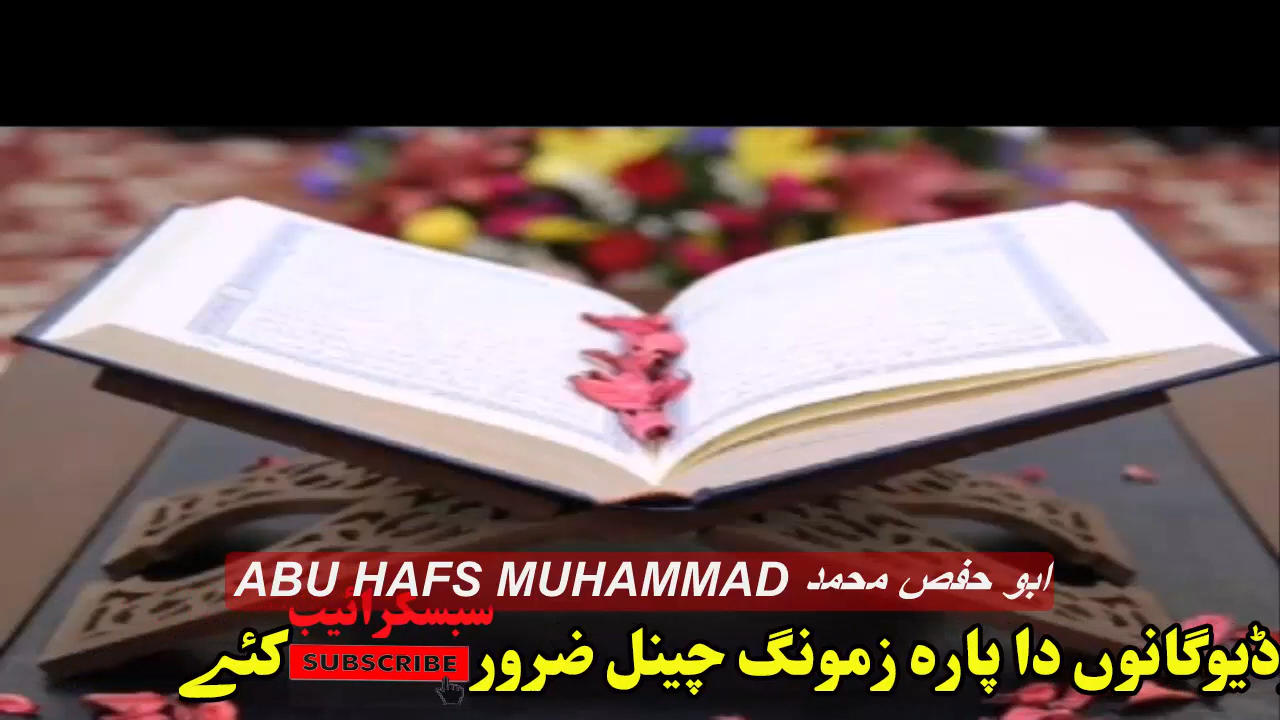 ABU HAFS MUHAMMAD ابو حفص محمد
سبسکرائیب
ڈیوگانوں دا پارہ زمونگ چینل ضرور SUBSCRIBE کئے